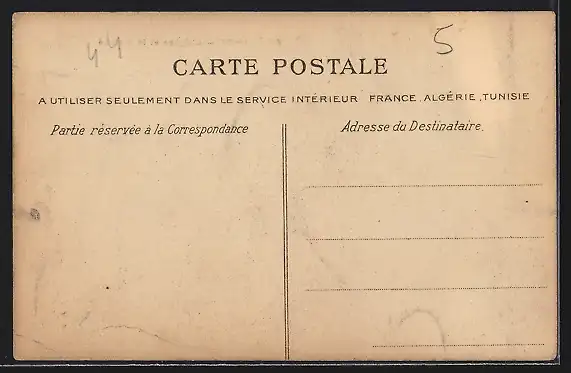 44 5
CARTE POSTALE
A UTILISER SEULEMENT DANS LE SERVICE INTÉRIEUR FRANCE, ALGÉRIE, TUNISIE
Partie réservée à la Correspondance
Adresse du Destinataire.